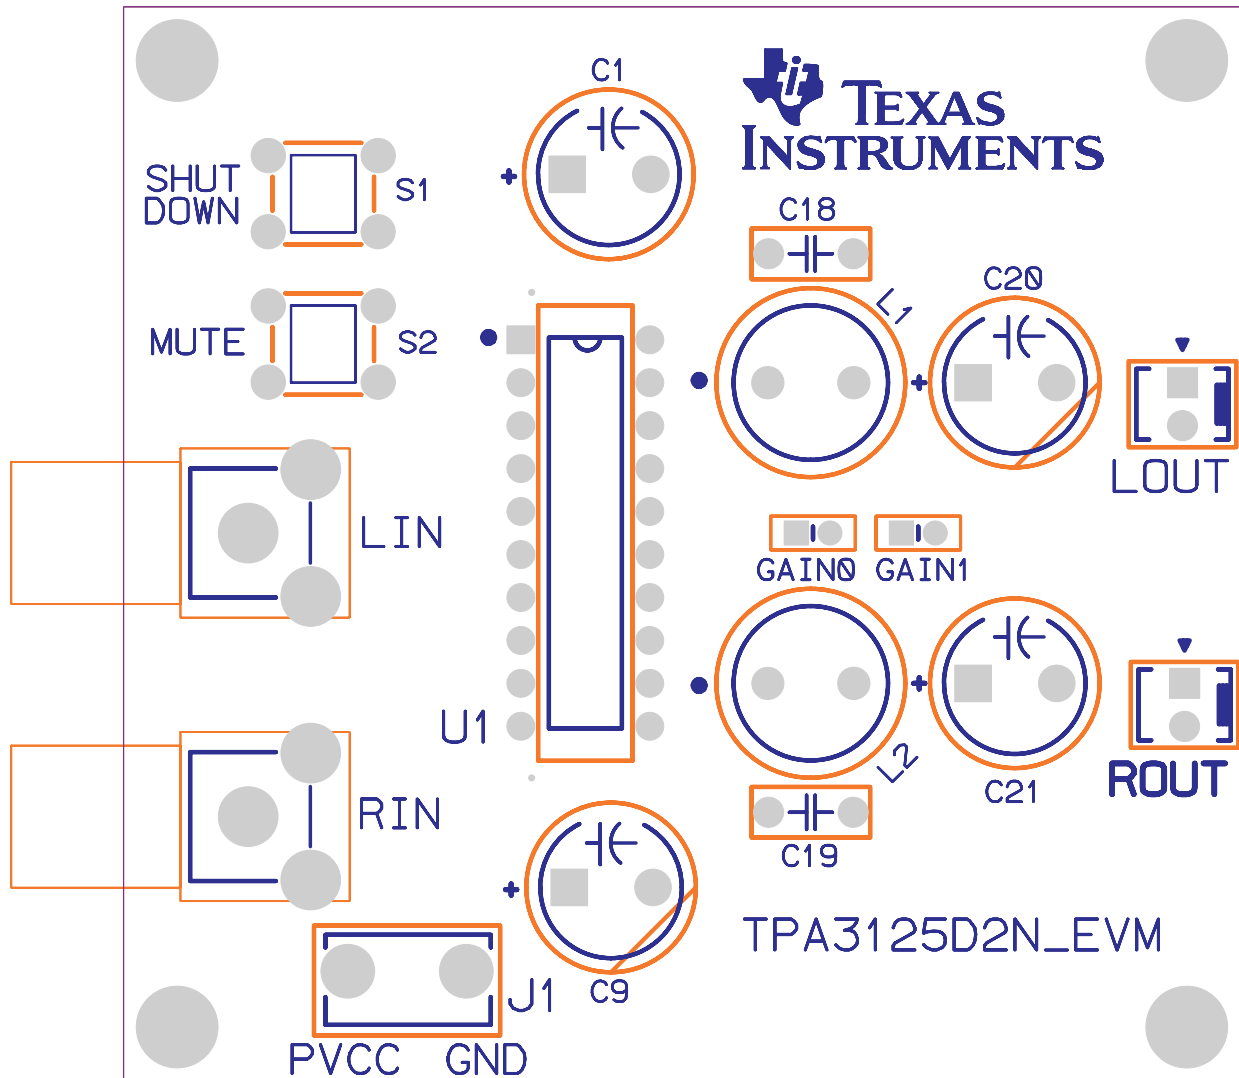 C1
TEXAS
INSTRUMENTS
SHUT
DOWN
S1
C18
L1
C20
MUTE
S2
LOUT
LIN
GAIN0
GAIN1
U1
L2
ROUT
C21
RIN
C19
TPA3125D2N_EVM
J1
C9
PVCC
GND